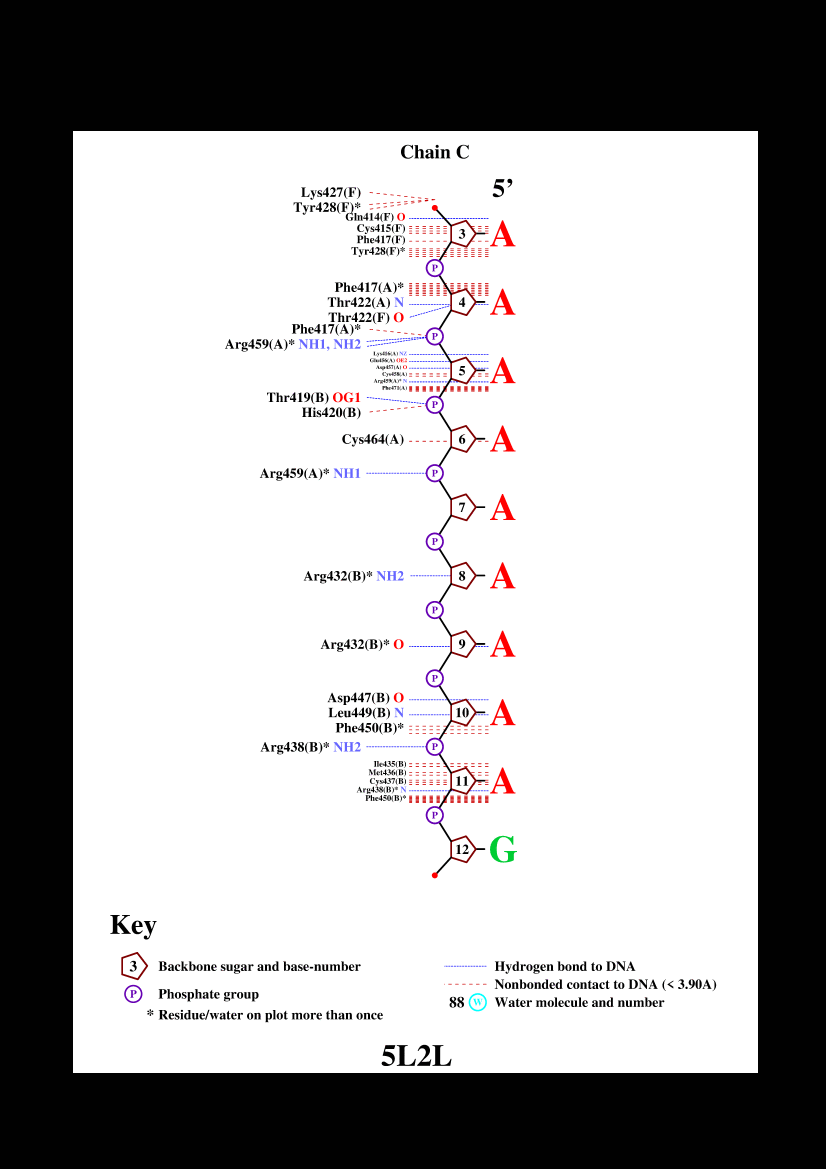 Chain C
5’
Lys427(F)
Tyr428(F)*
Gln414(F) O
Cys415(F)
3 A
Phe417(F)
Tyr428(F)*
P
Phe417(A)*
Thr422(A) N
4 A
Thr422(F) O
Phe417(A)*
P
Arg459(A)* NH1, NH2
Lys416(A) NZ
Glu456(A) OE2
Asp457(A) O
5 A
Cys458(A)
Arg459(A)* N
Phe471(A)
Thr419(B) OG1
P
His420(B)
Cys464(A) 6 A
Arg459(A)* NH1 P
7 A
P
Arg432(B)* NH2 8 A
P
Arg432(B)* O 9 A
P
Asp447(B) O
Leu449(B) N 10 A
Phe450(B)*
Arg438(B)* NH2 P
Ile435(B)
Met436(B)
Cys437(B) 11 A
Arg438(B)* N
Phe450(B)*
P
12 G
Key
3 Backbone sugar and base-number
P Phosphate group
* Residue/water on plot more than once
Hydrogen bond to DNA
Nonbonded contact to DNA (< 3.90A)
88 W Water molecule and number
5L2L